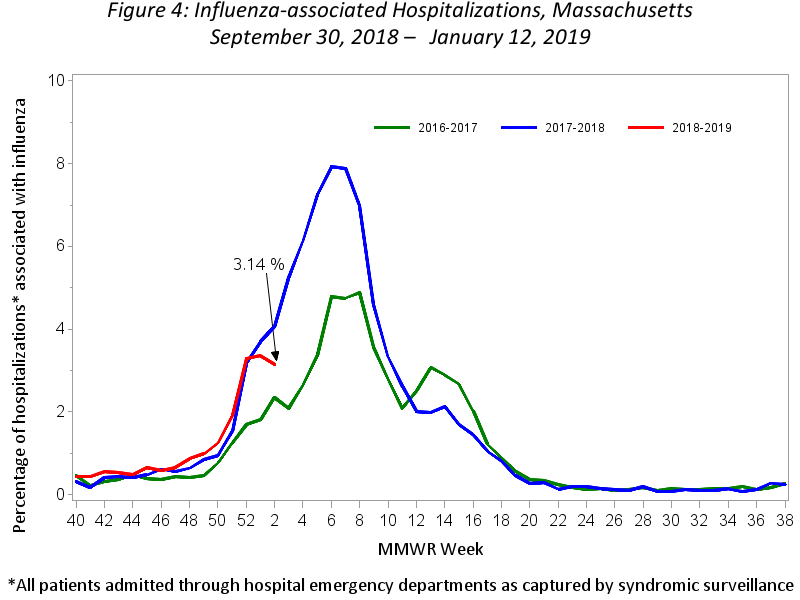 Figure 4: Influenza-associated Hospitalizations, Massachusetts
September 30, 2018 – January 12, 2019
Percentage of hospitalizations* associated with influenza
10
8
6
4
2
0
2016-2017 2017-2018 2018-2019
3.14 %
40 42 44 46 48 50 52 2 4 6 8 10 12 14 16 18 20 22 24 26 28 30 32 34 36 38
MMWR Week
*All patients admitted through hospital emergency departments as captured by syndromic surveillance